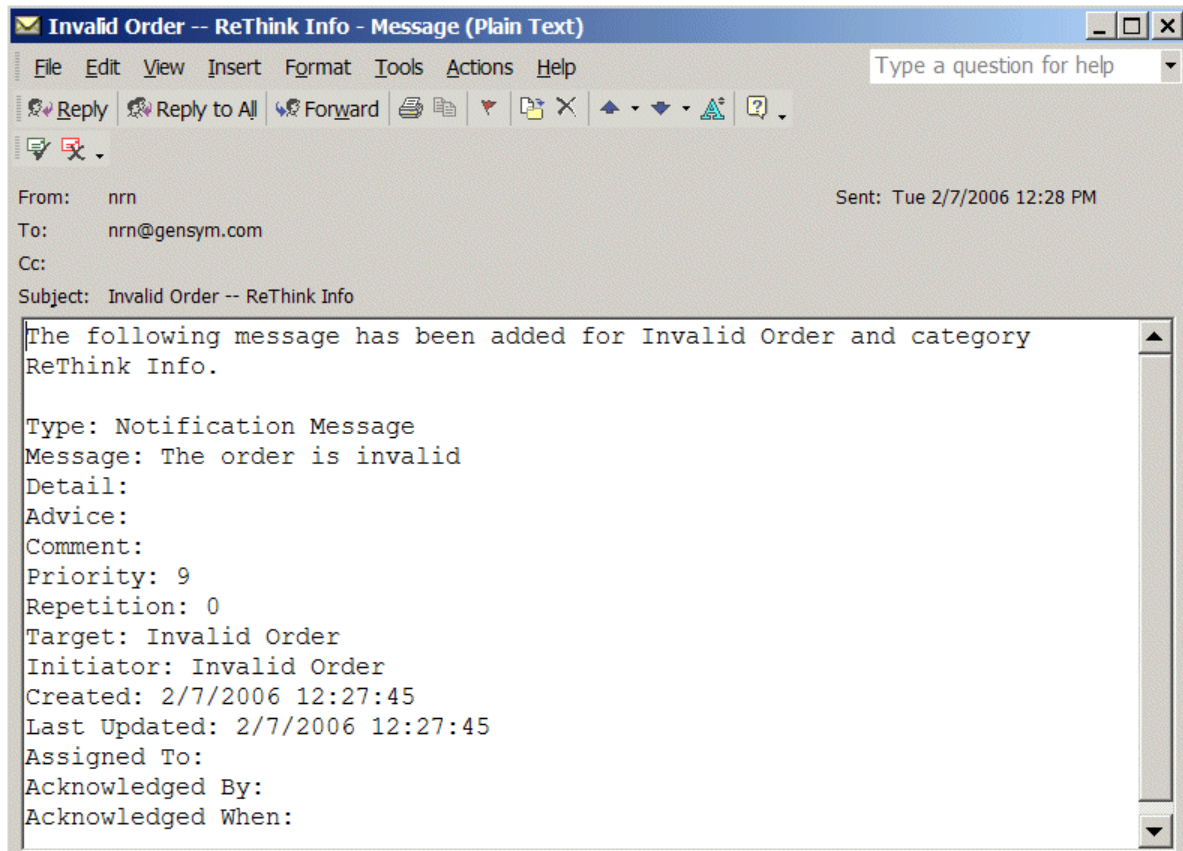 Invalid Order -- ReThink Info - Message (Plain Text)
File Edit View Insert Format Tools Actions Help Type a question for help
Reply Reply to All Forward
From: nrn Sent: Tue 2/7/2006 12:28 PM
To: nrn@gensym.com
Cc:
Subject: Invalid Order -- ReThink Info
The following message has been added for Invalid Order and category
ReThink Info.
Type: Notification Message
Message: The order is invalid
Detail:
Advice:
Comment:
Priority: 9
Repetition: 0
Target: Invalid Order
Initiator: Invalid Order
Created: 2/7/2006 12:27:45
Last Updated: 2/7/2006 12:27:45
Assigned To:
Acknowledged By:
Acknowledged When: